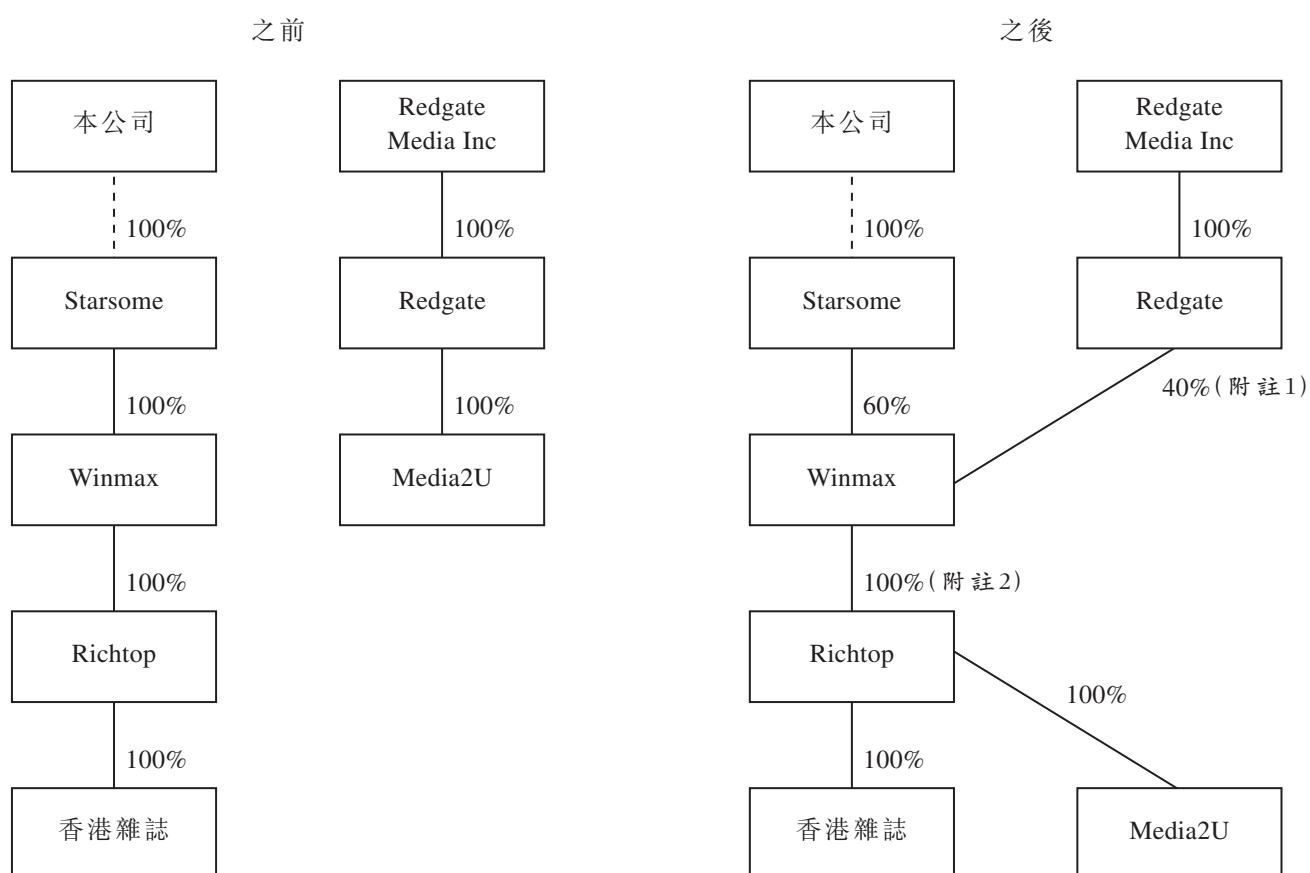 之前
本公司
Redgate
Media Inc
100%
100%
Starsome
Redgate
100%
100%
Winmax
Media2U
100%
Richtop
100%
香港雜誌
之後
本公司
Redgate
Media Inc
100%
100%
Starsome
Redgate
60%
40%(附註1)
Winmax
100%(附註2)
Richtop
100%
100%
香港雜誌
Media2U